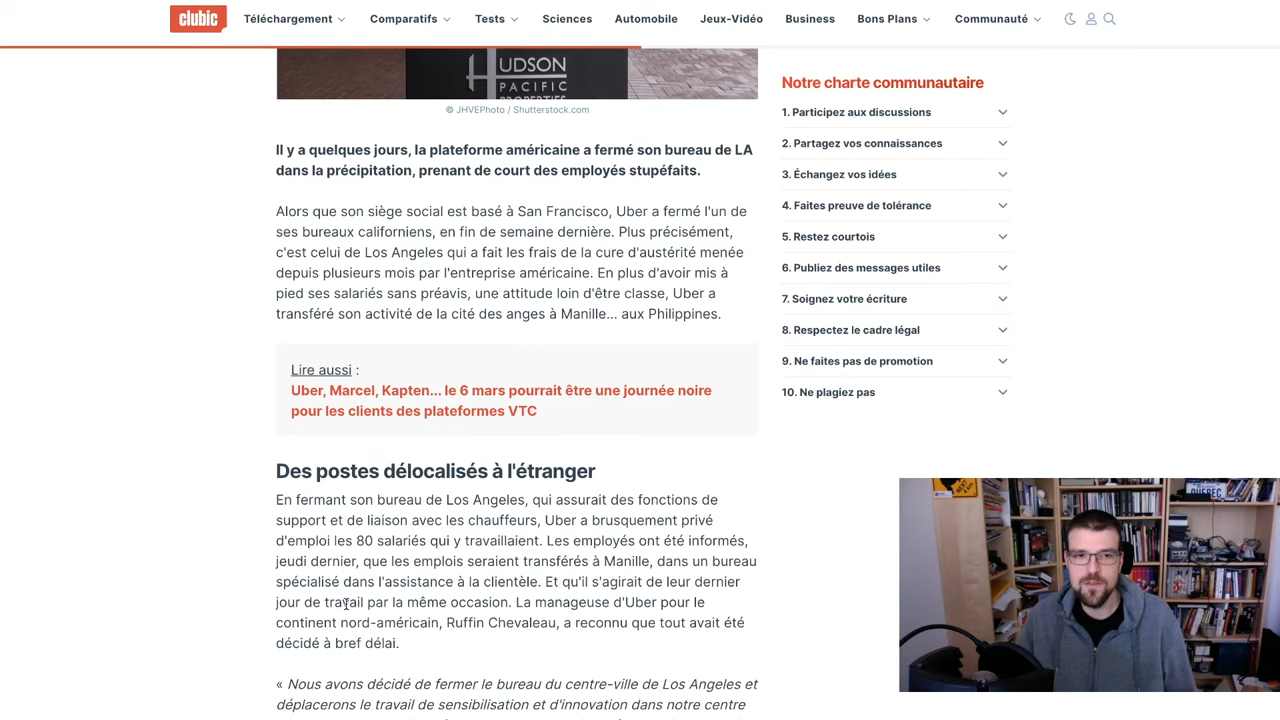 clubic
Téléchargement
Comparatifs
Tests
Sciences
Automobile
Jeux-Vidéo
Business
Bons Plans
Communauté
HUDSON
PACIFIC
PROPERTIES
© JHVEPhoto / Shutterstock.com
Il y a quelques jours, la plateforme américaine a fermé son bureau de LA
dans la précipitation, prenant de court des employés stupéfaits.
Alors que son siège social est basé à San Francisco, Uber a fermé l'un de
ses bureaux californiens, en fin de semaine dernière. Plus précisément,
c'est celui de Los Angeles qui a fait les frais de la cure d'austérité menée
depuis plusieurs mois par l'entreprise américaine. En plus d'avoir mis à
pied ses salariés sans préavis, une attitude loin d'être classe, Uber a
transféré son activité de la cité des anges à Manille... aux Philippines.
Lire aussi :
Uber, Marcel, Kapten... le 6 mars pourrait être une journée noire
pour les clients des plateformes VTC
Des postes délocalisés à l'étranger
En fermant son bureau de Los Angeles, qui assurait des fonctions de
support et de liaison avec les chauffeurs, Uber a brusquement privé
d'emploi les 80 salariés qui y travaillaient. Les employés ont été informés,
jeudi dernier, que les emplois seraient transférés à Manille, dans un bureau
spécialisé dans l'assistance à la clientèle. Et qu'il s'agirait de leur dernier
jour de travail par la même occasion. La manageuse d'Uber pour le
continent nord-américain, Ruffin Chevaleau, a reconnu que tout avait été
décidé à bref délai.
« Nous avons décidé de fermer le bureau du centre-ville de Los Angeles et
déplacerons le travail de sensibilisation et d'innovation dans notre centre
Notre charte communautaire
1. Participez aux discussions
2. Partagez vos connaissances
3. Échangez vos idées
4. Faites preuve de tolérance
5. Restez courtois
6. Publiez des messages utiles
7. Soignez votre écriture
8. Respectez le cadre légal
9. Ne faites pas de promotion
10. Ne plagiez pas
QUÉBEC